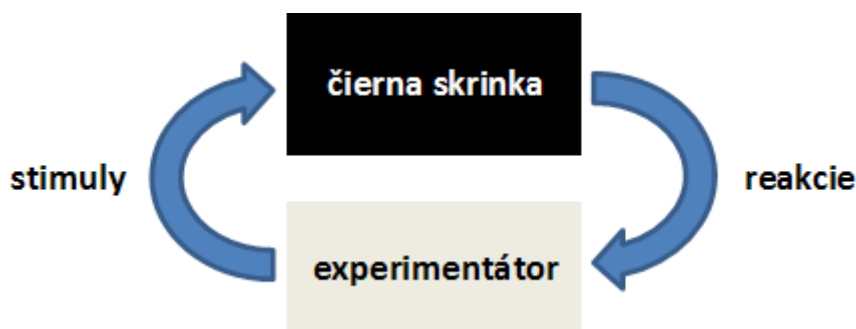 čierna skrinka
stimuly
reakcie
experimentátor